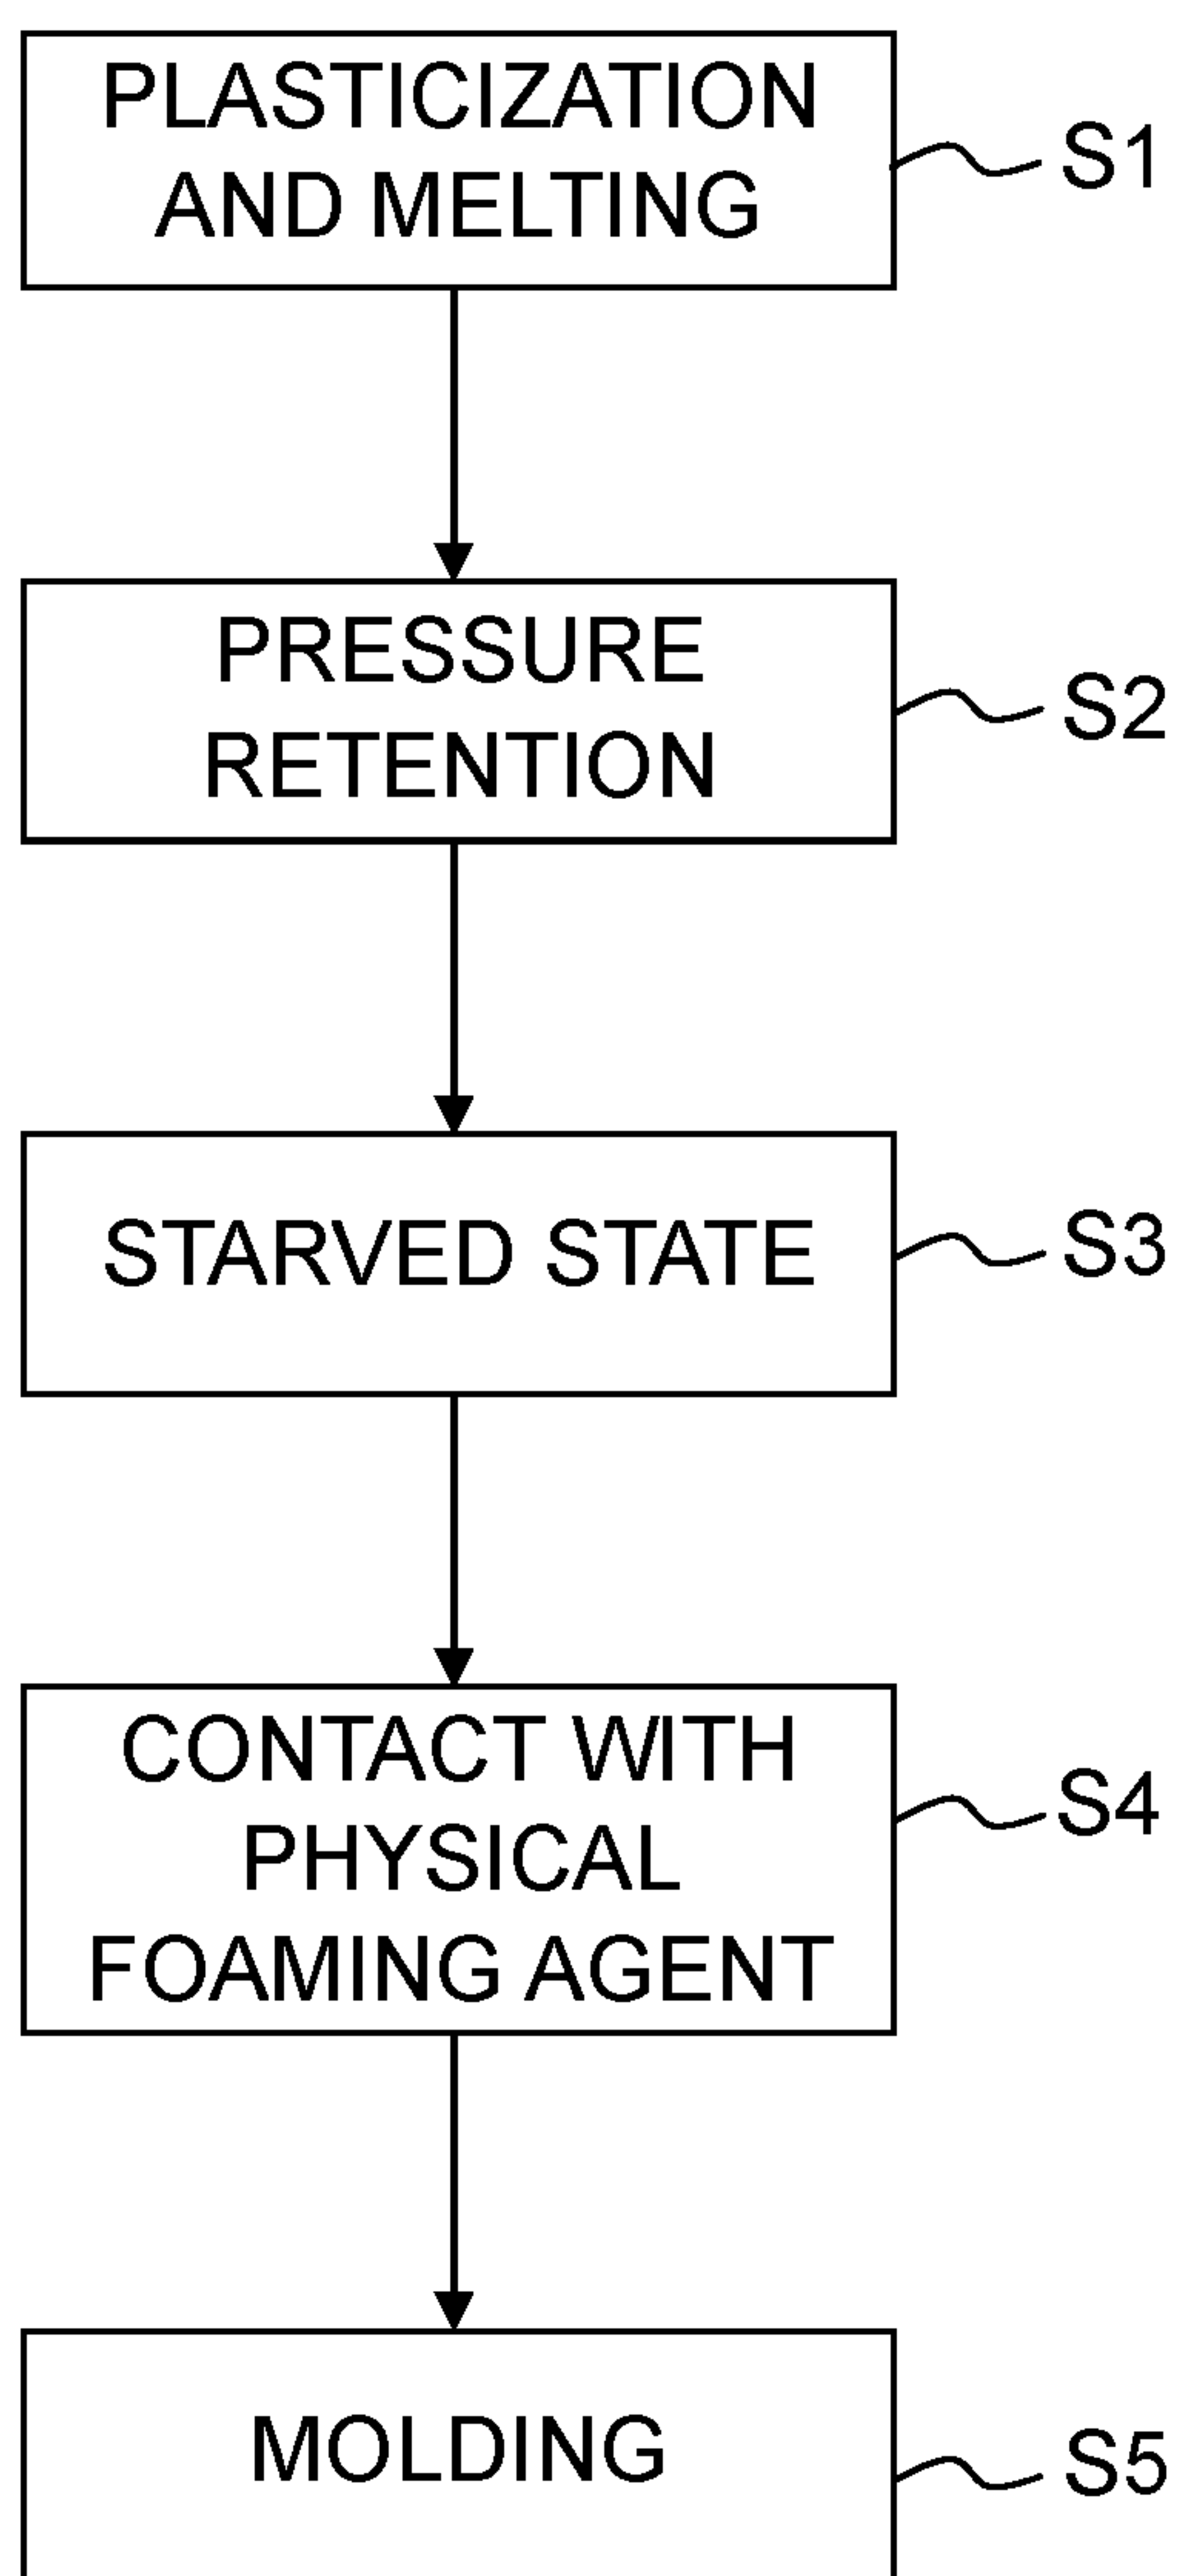 PLASTICIZATION
AND MELTING
S1
PRESSURE
RETENTION
S2
STARVED STATE
S3
CONTACT WITH
PHYSICAL
FOAMING AGENT
S4
MOLDING
S5